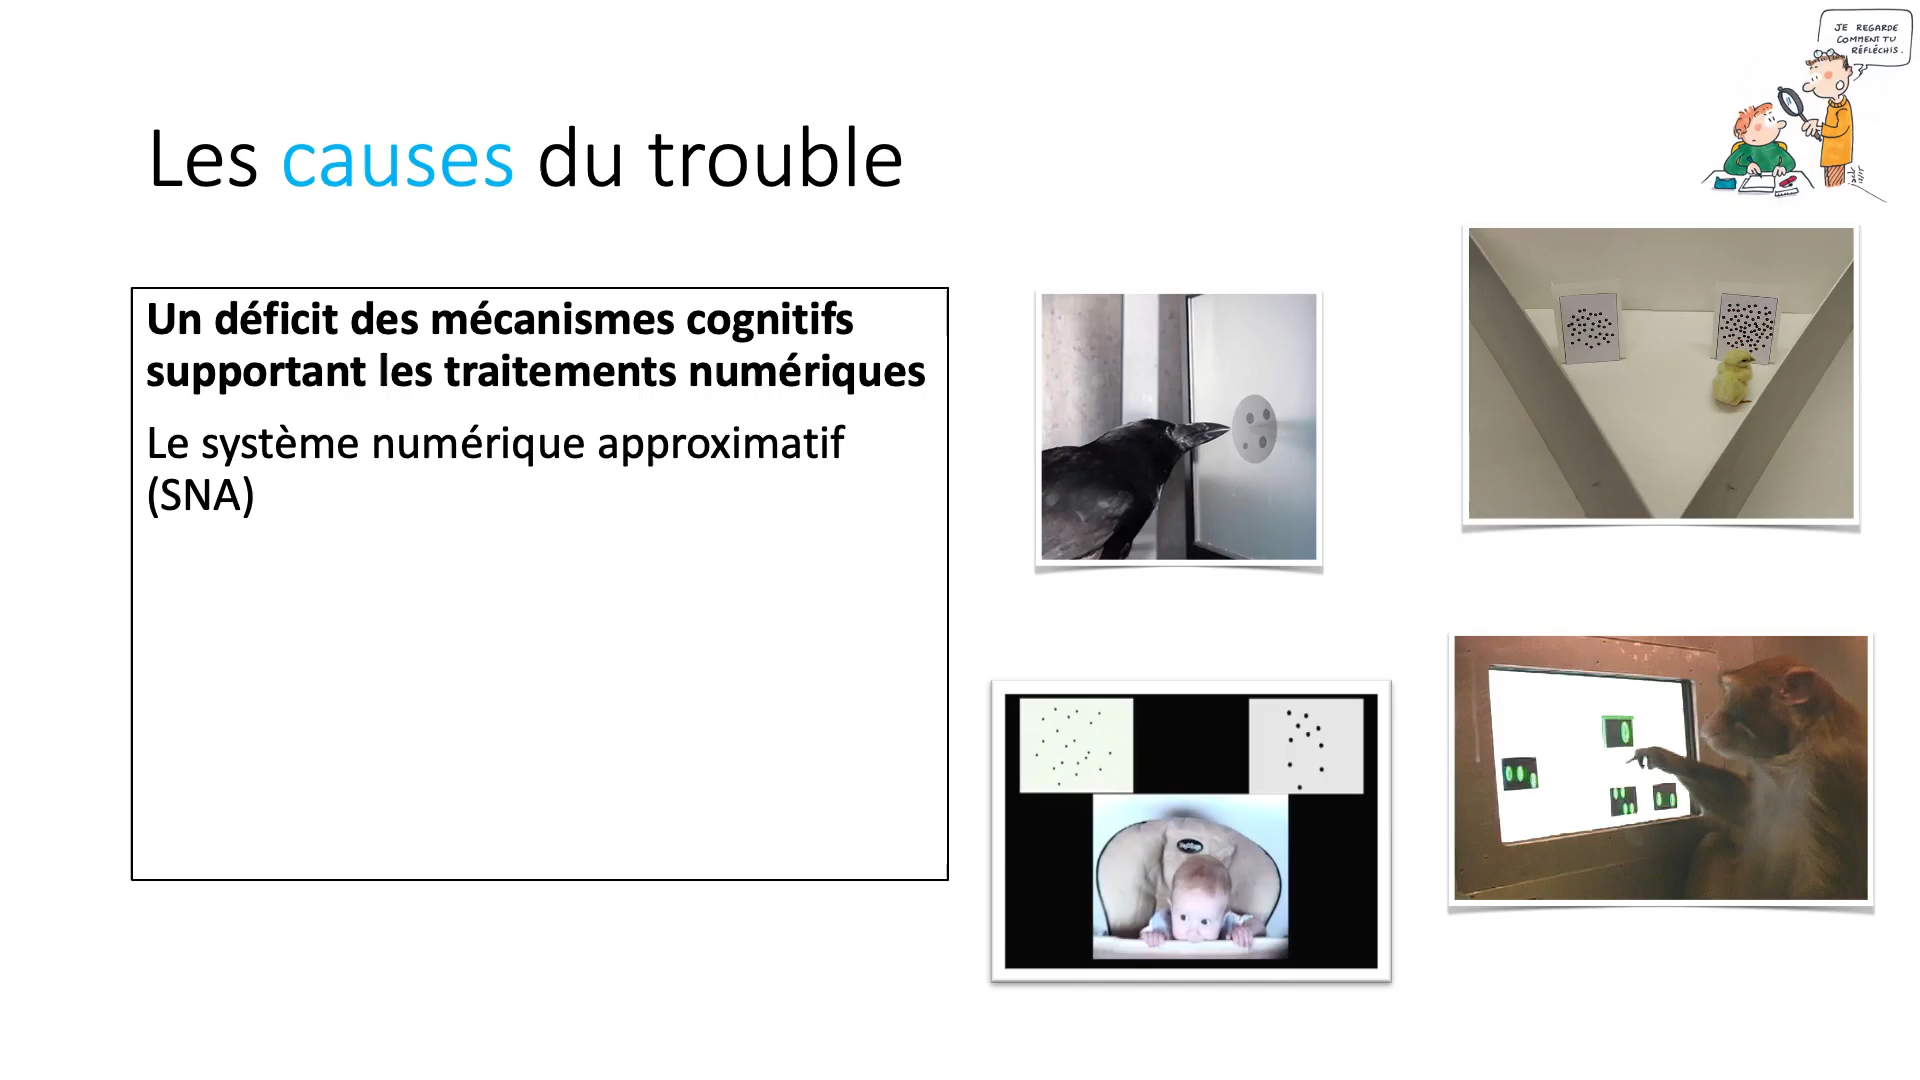 JE REGARDE
COMMENT TU
RÉFLÉCHIS.
Les causes du trouble
Un déficit des mécanismes cognitifs
supportant les traitements numériques
Le système numérique approximatif
(SNA)